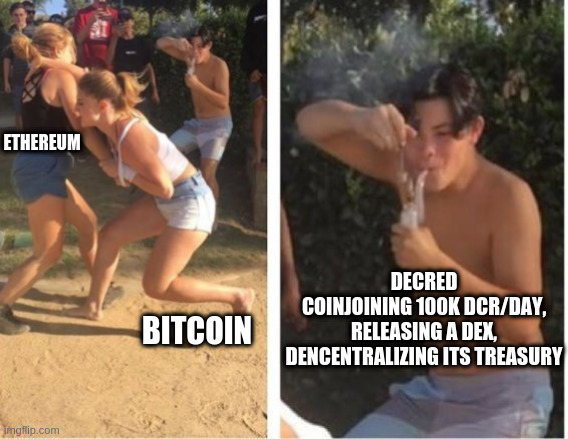 ETHEREUM
BITCOIN
DECRED
COINJOINING 100K DCR/DAY,
RELEASING A DEX,
DENCENTRALIZING ITS TREASURY
imgflip.com